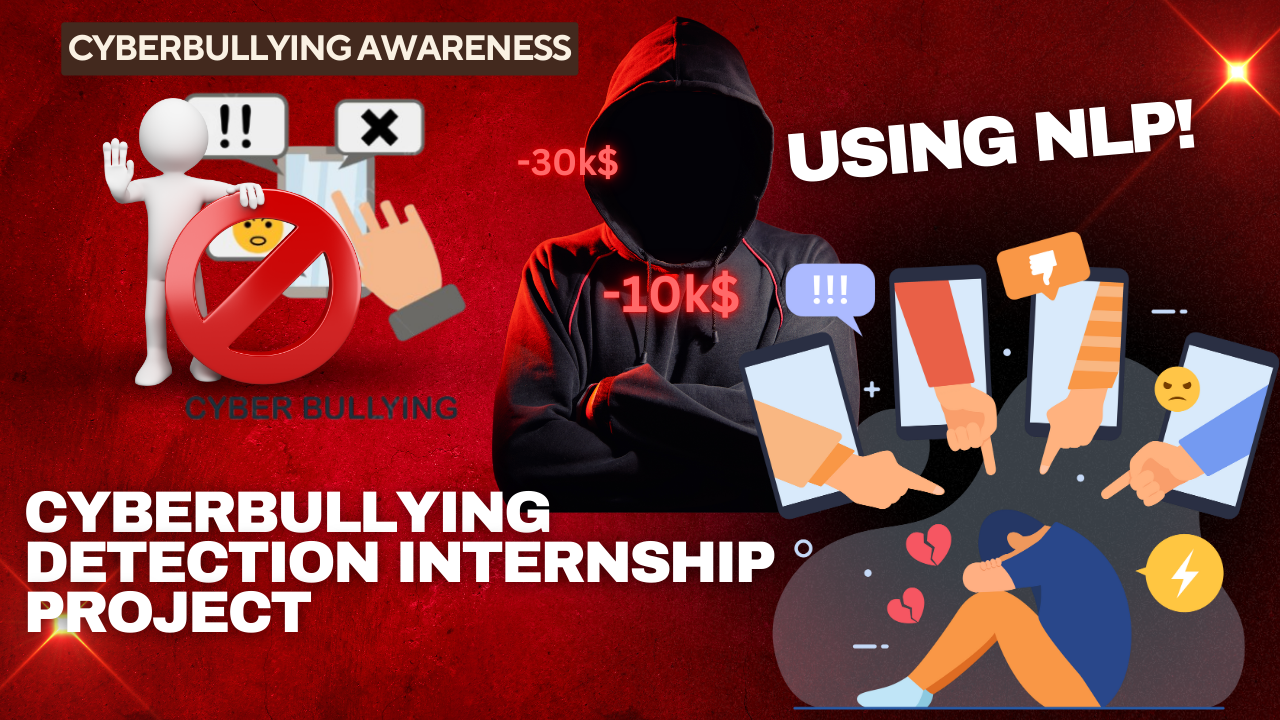 CYBERBULLYING AWARENESS
!!
-30k$
USING NLP!
-10k$
!!!
CYBER BULLYING
CYBERBULLYING
DETECTION INTERNSHIP
PROJECT